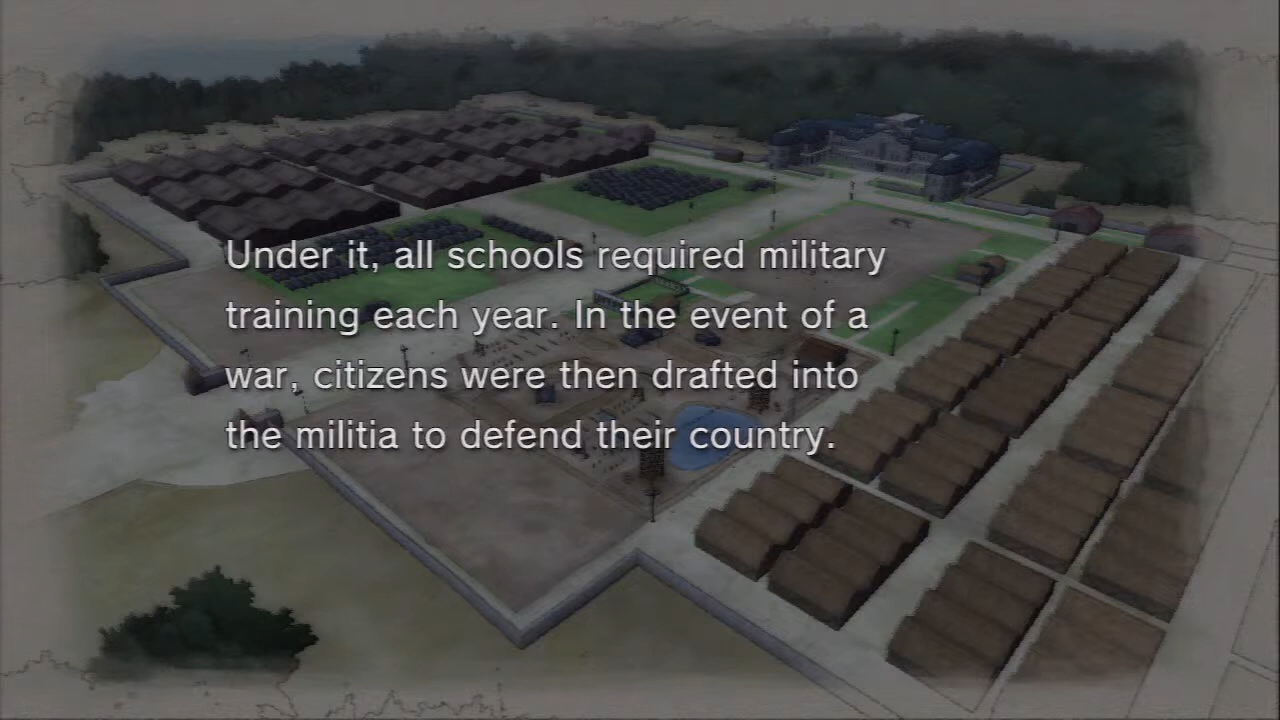 Under it, all schools required military
training each year. In the event of a
war, citizens were then drafted into
the militia to defend their country.